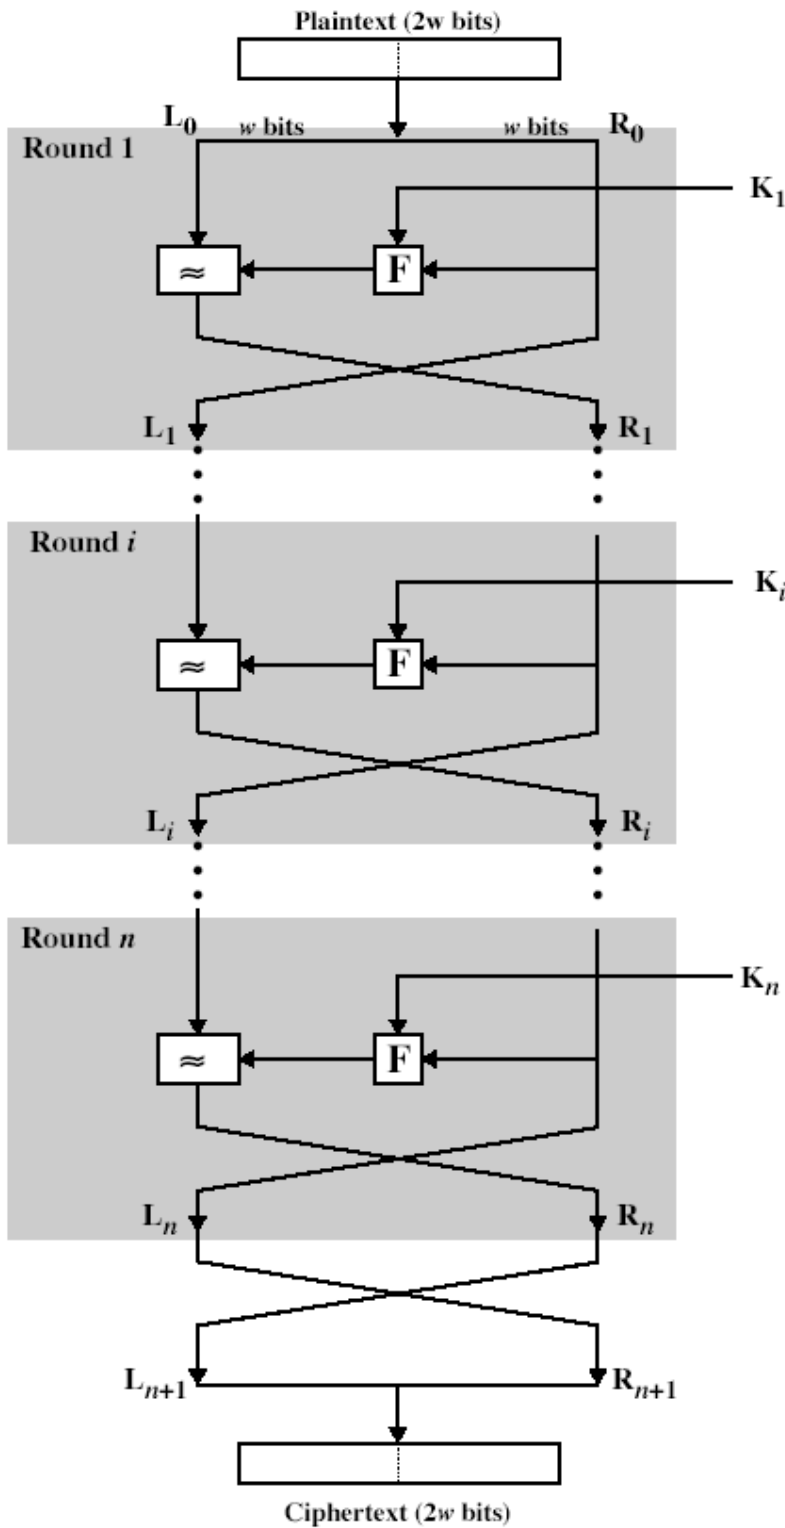 Plaintext (2w bits)
L₀ w bits w bits R₀
Round 1
K₁
≈ F
L₁ R₁
Round i
Kᵢ
≈ F
Lᵢ Rᵢ
Round n
Kₙ
≈ F
Lₙ Rₙ
Lₙ₊₁ Rₙ₊₁
Ciphertext (2w bits)